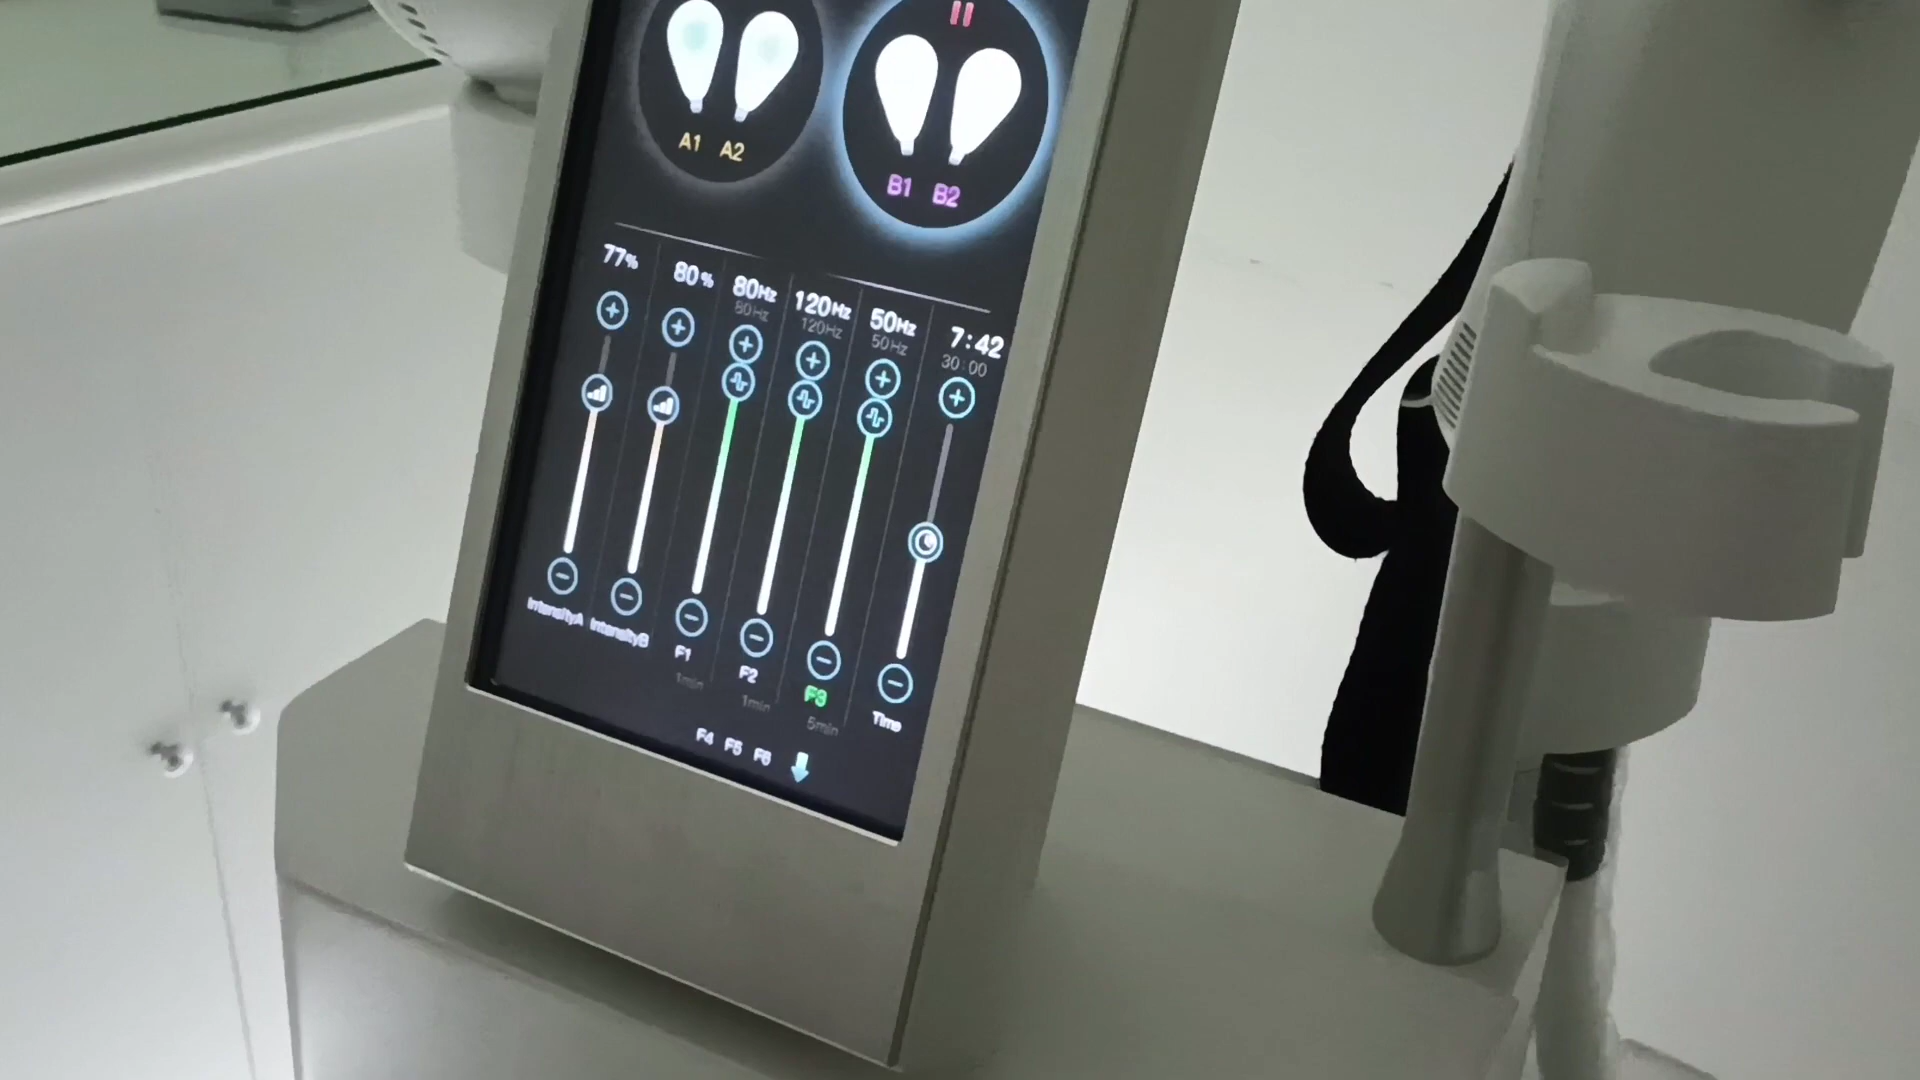 A1 A2
B1 B2
77% 80% 80Hz 120Hz 50Hz 7:42
80Hz 120Hz 50Hz 30:00
IntensityA IntensityB F1 F2 F3 Time
1min 1min 5min
F4 F5 F6